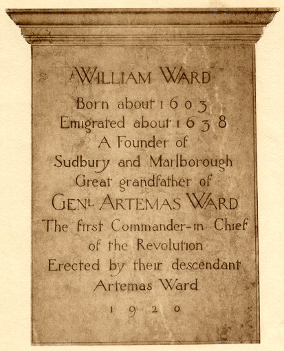 WILLIAM WARD
Born about 1603
Emigrated about 1638
A Founder of
Sudbury and Marlborough
Great grandfather of
GENL ARTEMAS WARD
The first Commander-in Chief
of the Revolution
Erected by their descendant
Artemas Ward
1920